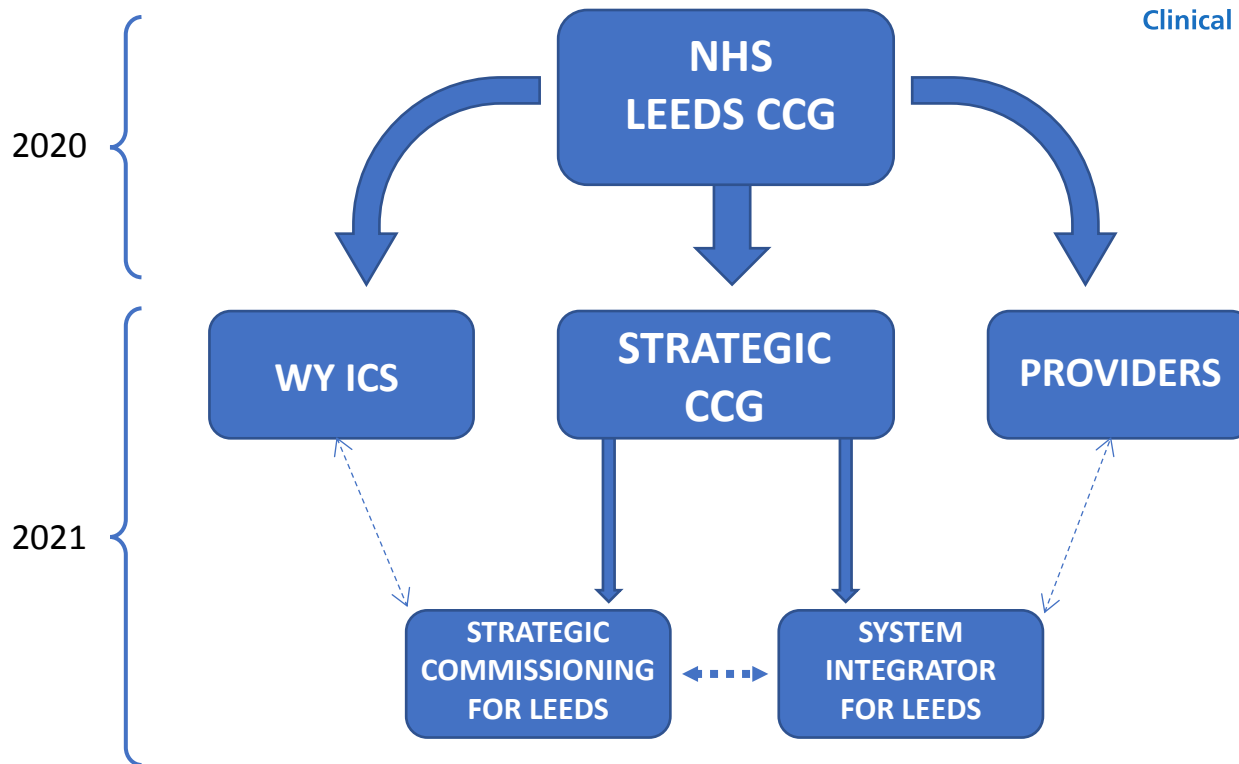 Clinical
NHS
LEEDS CCG
2020
WY ICS
STRATEGIC
CCG
PROVIDERS
2021
STRATEGIC
COMMISSIONING
FOR LEEDS
SYSTEM
INTEGRATOR
FOR LEEDS